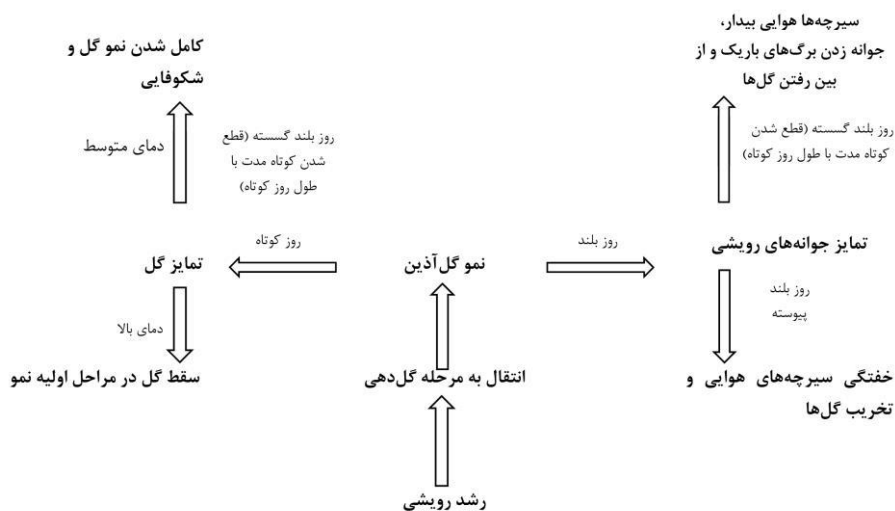 سیرچه‌ها هوایی بیدار،
جوانه زدن برگ‌های باریک و از
بین رفتن گل‌ها
کامل شدن نمو گل و
شکوفایی
روز بلند گسسته (قطع شدن
کوتاه مدت با طول روز کوتاه)
روز بلند گسسته (قطع
شدن کوتاه مدت با
طول روز کوتاه)
دمای متوسط
تمایز جوانه‌های رویشی
روز بلند
نمو گل‌آذین
روز کوتاه
تمایز گل
روز بلند
پیوسته
دمای بالا
خفتگی سیرچه‌های هوایی و
تخریب گل‌ها
انتقال به مرحله گل‌دهی
سقط گل در مراحل اولیه نمو
رشد رویشی